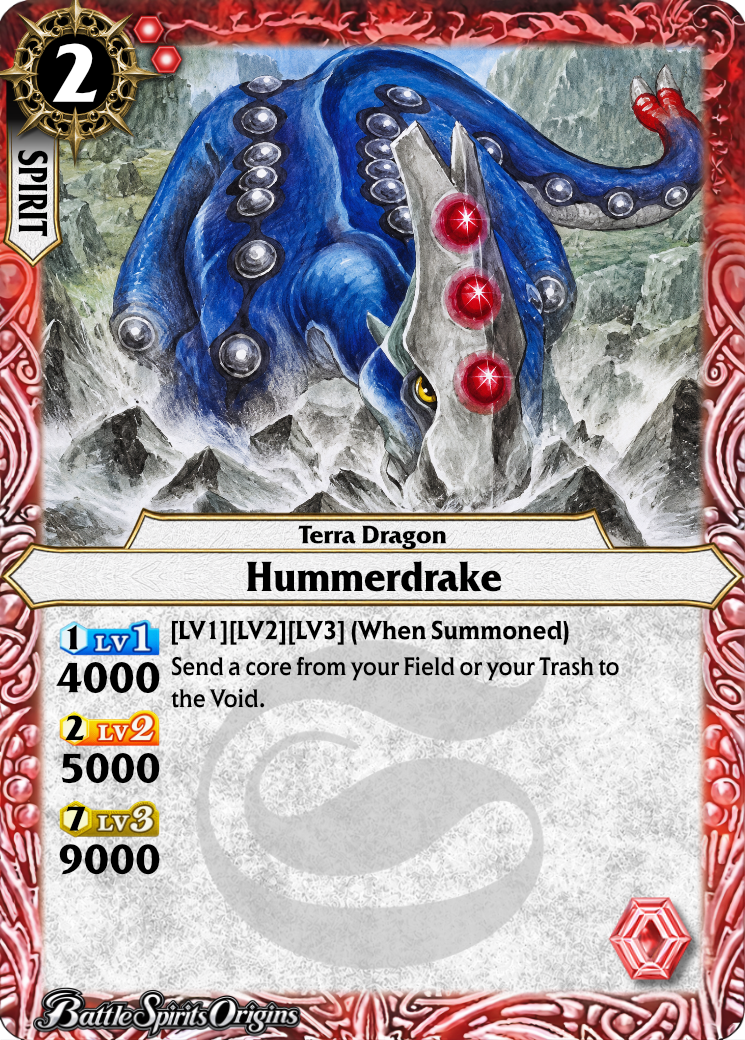 2
SPIRIT
Terra Dragon
Hummerdrake
1 LV1
4000
2 LV2
5000
7 LV3
9000
[LV1][LV2][LV3] (When Summoned)
Send a core from your Field or your Trash to
the Void.
Battle Spirits Origins